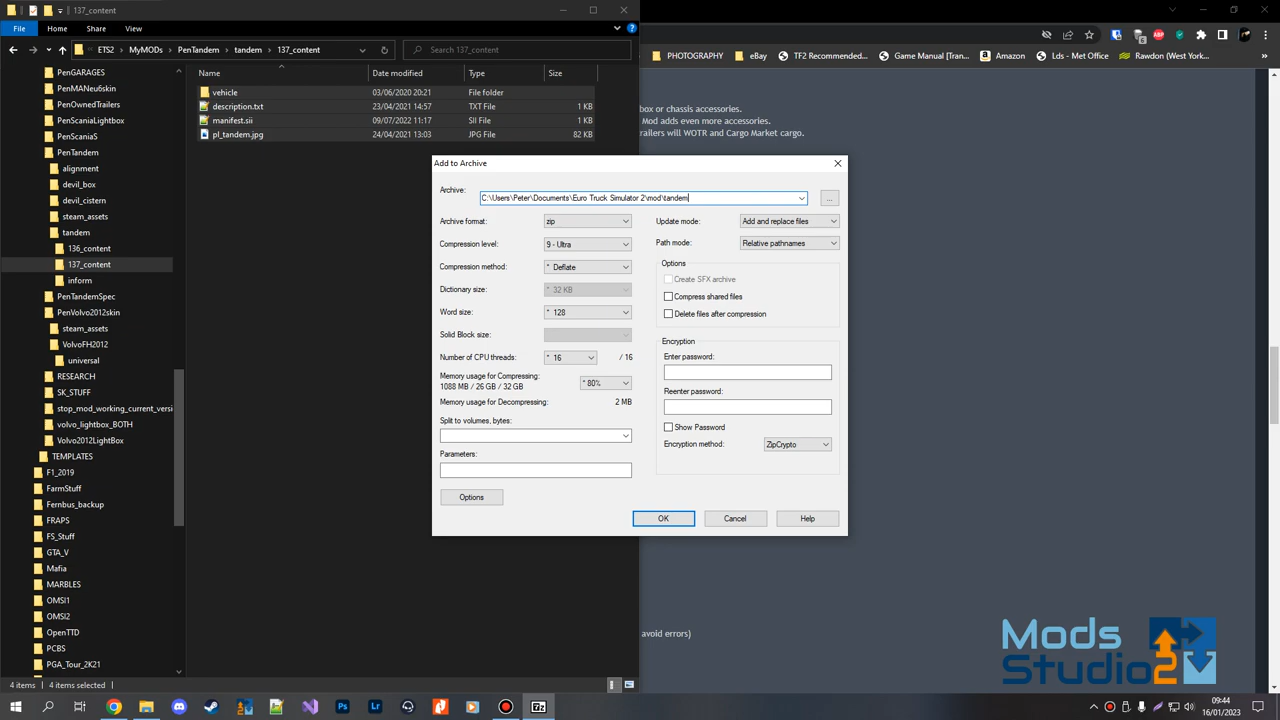 137_content
File
Home
Share
View
ETS2 > MyMODs > PenTandem > tandem > 137_content
Search 137_content
PenGARAGES
PenMANeu6skin
PenOwnedTrailers
PenScaniaLightbox
PenScaniaS
PenTandem
alignment
devil_box
devil_cistern
steam_assets
tandem
136_content
137_content
inform
PenTandemSpec
PenVolvo2012skin
steam_assets
VolvoFH2012
universal
RESEARCH
SK_STUFF
stop_mod_working_current_versi
volvo_lightbox_BOTH
Volvo2012LightBox
TEMPLATES
F1_2019
FarmStuff
Fernbus_backup
FRAPS
FS_Stuff
GTA_V
Mafia
MARBLES
OMSI1
OMSI2
OpenTTD
PCBS
PGA_Tour_2K21
Name Date modified Type Size
vehicle 03/06/2020 20:21 File folder
description.txt 23/04/2021 14:57 TXT File 1 KB
manifest.sii 09/07/2022 11:17 SII File 1 KB
pl_tandem.jpg 24/04/2021 13:03 JPG File 82 KB
4 items 4 items selected
PHOTOGRAPHY
eBay
TF2 Recommended...
Game Manual [Tran...
Amazon
Lds - Met Office
Rawdon (West York...
box or chassis accessories.
Mod adds even more accessories.
trailers will WOTR and Cargo Market cargo.
avoid errors)
Add to Archive
Archive:
C:\Users\Peter\Documents\Euro Truck Simulator 2\mod\tandem
...
Archive format: zip
Compression level: 9 - Ultra
Compression method: * Deflate
Dictionary size: * 32 KB
Word size: * 128
Solid Block size:
Number of CPU threads: * 16 / 16
Memory usage for Compressing:
1088 MB / 26 GB / 32 GB * 80%
Memory usage for Decompressing: 2 MB
Split to volumes, bytes:
Parameters:
Options
Update mode: Add and replace files
Path mode: Relative pathnames
Options
Create SFX archive
Compress shared files
Delete files after compression
Encryption
Enter password:
Reenter password:
Show Password
Encryption method: ZipCrypto
OK
Cancel
Help
Mods
Studio2
09:44
16/01/2023